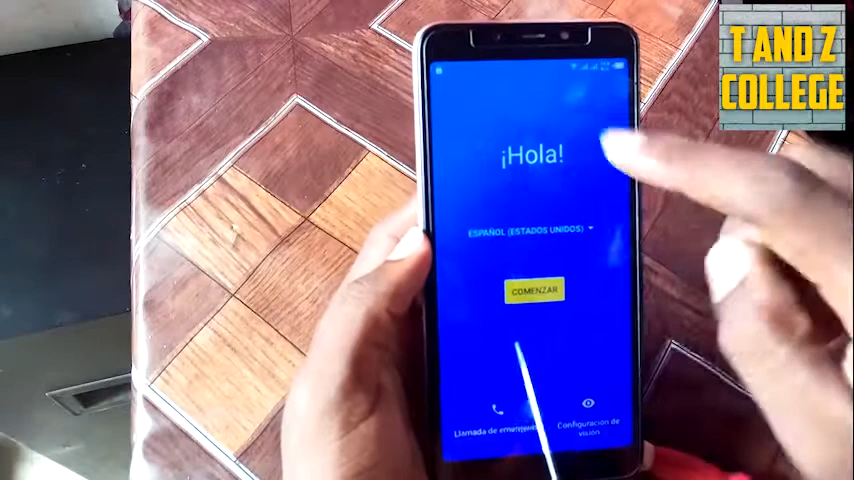 T AND Z
COLLEGE
¡Hola!
ESPAÑOL (ESTADOS UNIDOS)
COMENZAR
Llamada de emergencia
Configuración de
visión